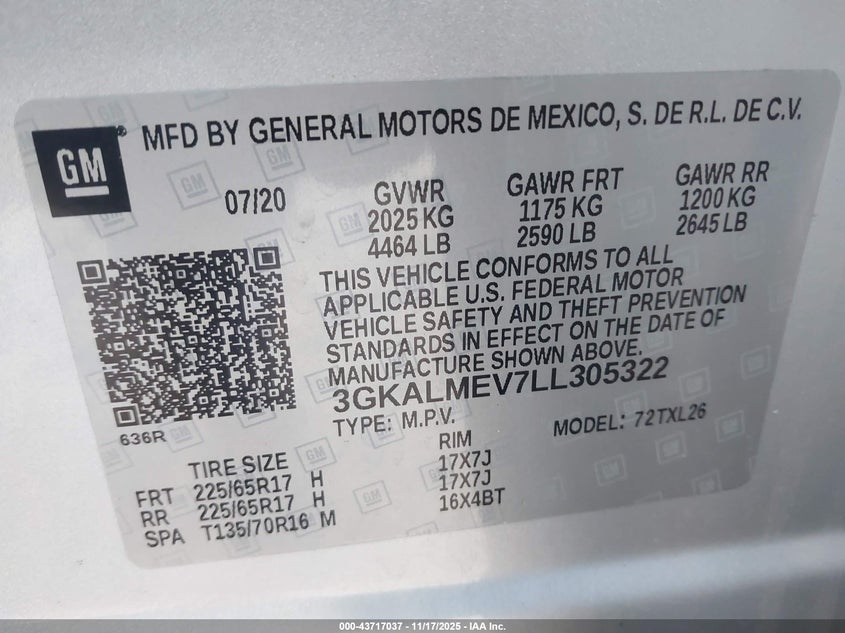 GM
MFD BY GENERAL MOTORS DE MEXICO, S. DE R.L. DE C.V.
07/20
GVWR
2025 KG
4464 LB
GAWR FRT
1175 KG
2590 LB
GAWR RR
1200 KG
2645 LB
THIS VEHICLE CONFORMS TO ALL
APPLICABLE U.S. FEDERAL MOTOR
VEHICLE SAFETY AND THEFT PREVENTION
STANDARDS IN EFFECT ON THE DATE OF
MANUFACTURE SHOWN ABOVE.
3GKALMEV7LL305322
TYPE: M.P.V.
MODEL: 72TXL26
636R
TIRE SIZE RIM
FRT 225/65R17 H 17X7J
RR 225/65R17 H 17X7J
SPA T135/70R16 M 16X4BT
000-43717037 - 11/17/2025 - IAA Inc.